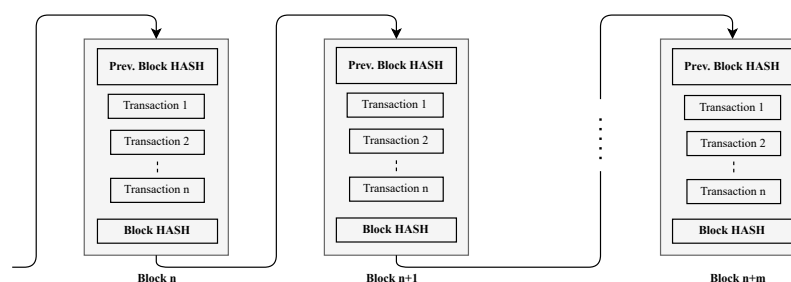 Prev. Block HASH
Transaction 1
Transaction 2
Transaction n
Block HASH
Block n
Prev. Block HASH
Transaction 1
Transaction 2
Transaction n
Block HASH
Block n+1
Prev. Block HASH
Transaction 1
Transaction 2
Transaction n
Block HASH
Block n+m